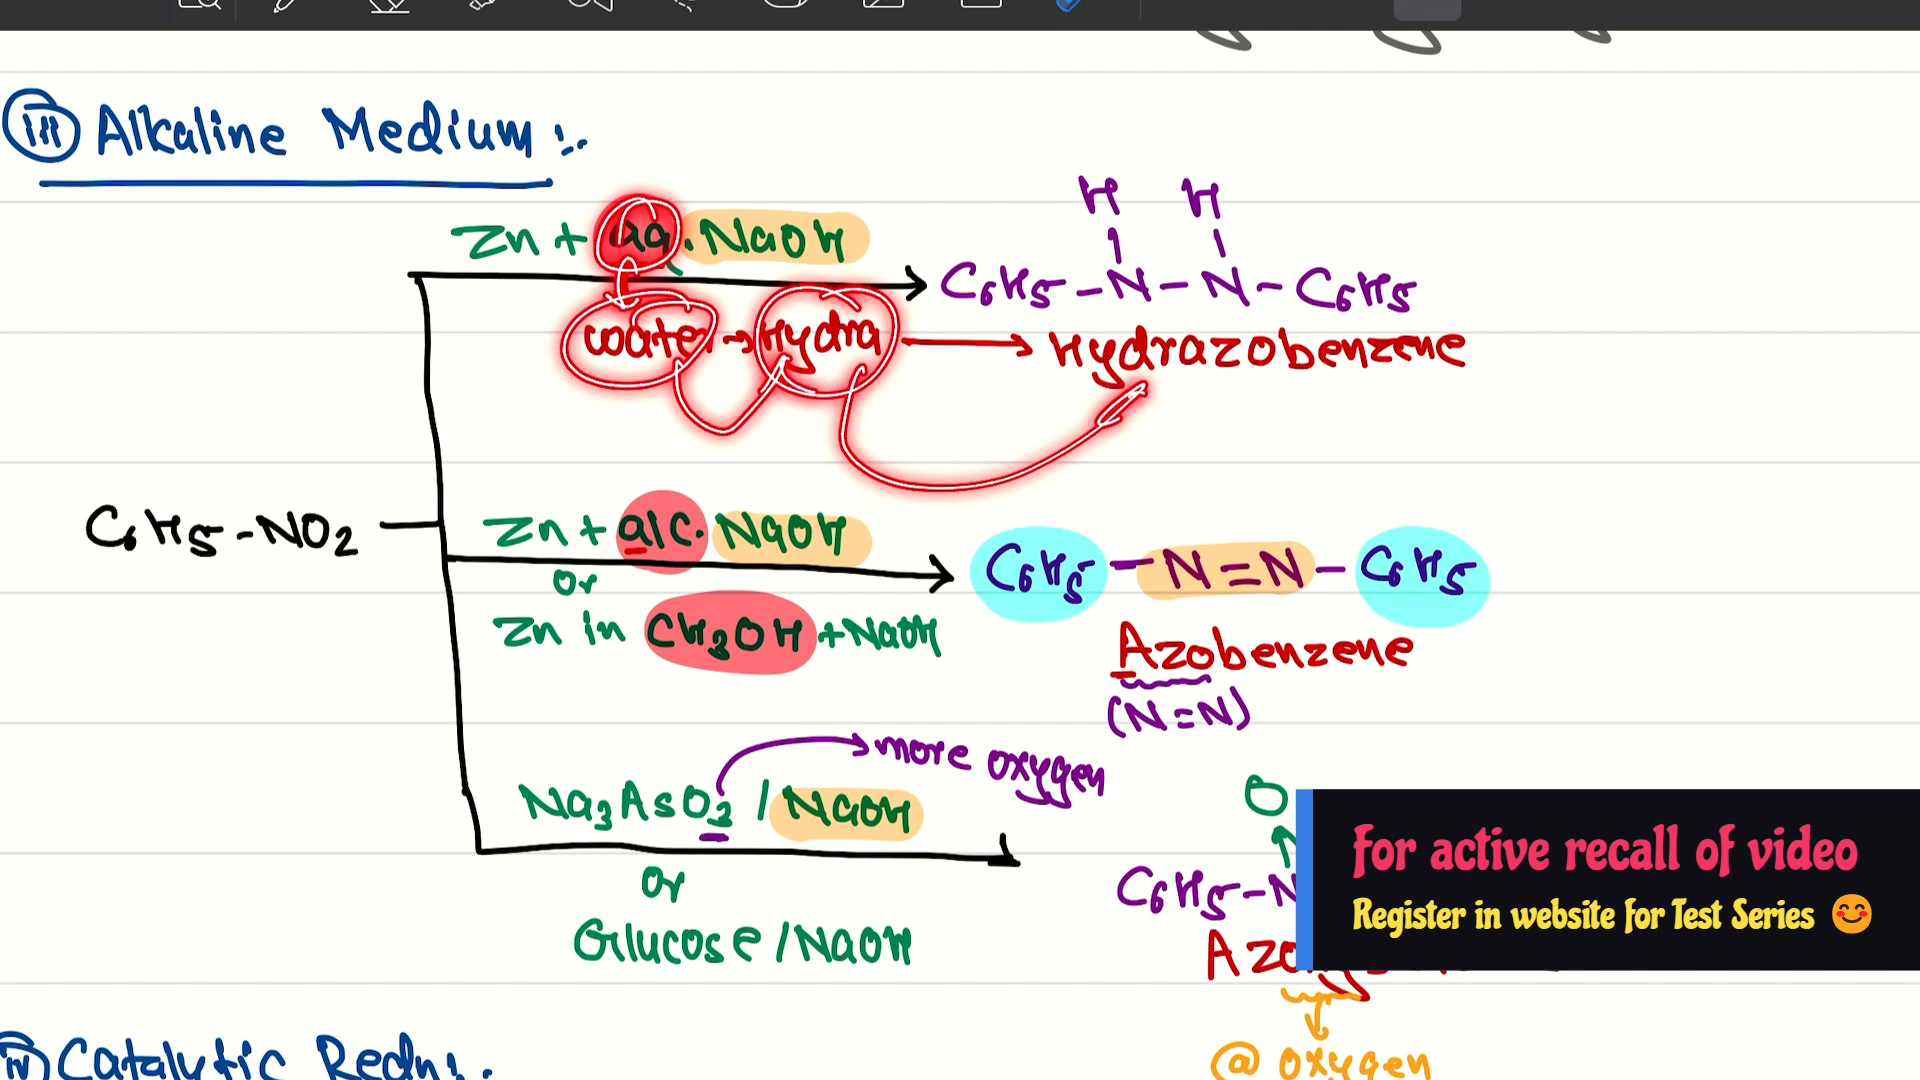 (iii) Alkaline Medium :-
H H
Zn + aq. NaOH
C6H5 - N - N - C6H5
water → Hydra → Hydrazobenzene
C6H5-NO2
Zn + alc. NaOH
C6H5 - N = N - C6H5
or
Zn in CH3OH + NaOH
Azobenzene
(N=N)
→ more oxygen
Na3AsO3 / NaOH
O
or
C6H5-N
Glucose / NaOH
for active recall of video
Register in website for Test Series 😊
@ oxygen
Catalytic Redn :-